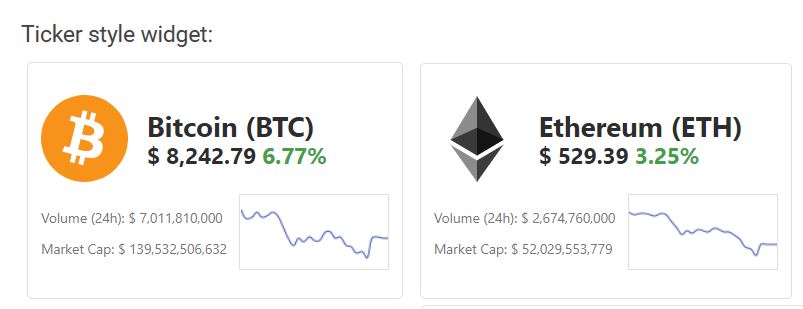 Ticker style widget:
Bitcoin (BTC)
$ 8,242.79 6.77%
Volume (24h): $ 7,011,810,000
Market Cap: $ 139,532,506,632
Ethereum (ETH)
$ 529.39 3.25%
Volume (24h): $ 2,674,760,000
Market Cap: $ 52,029,553,779